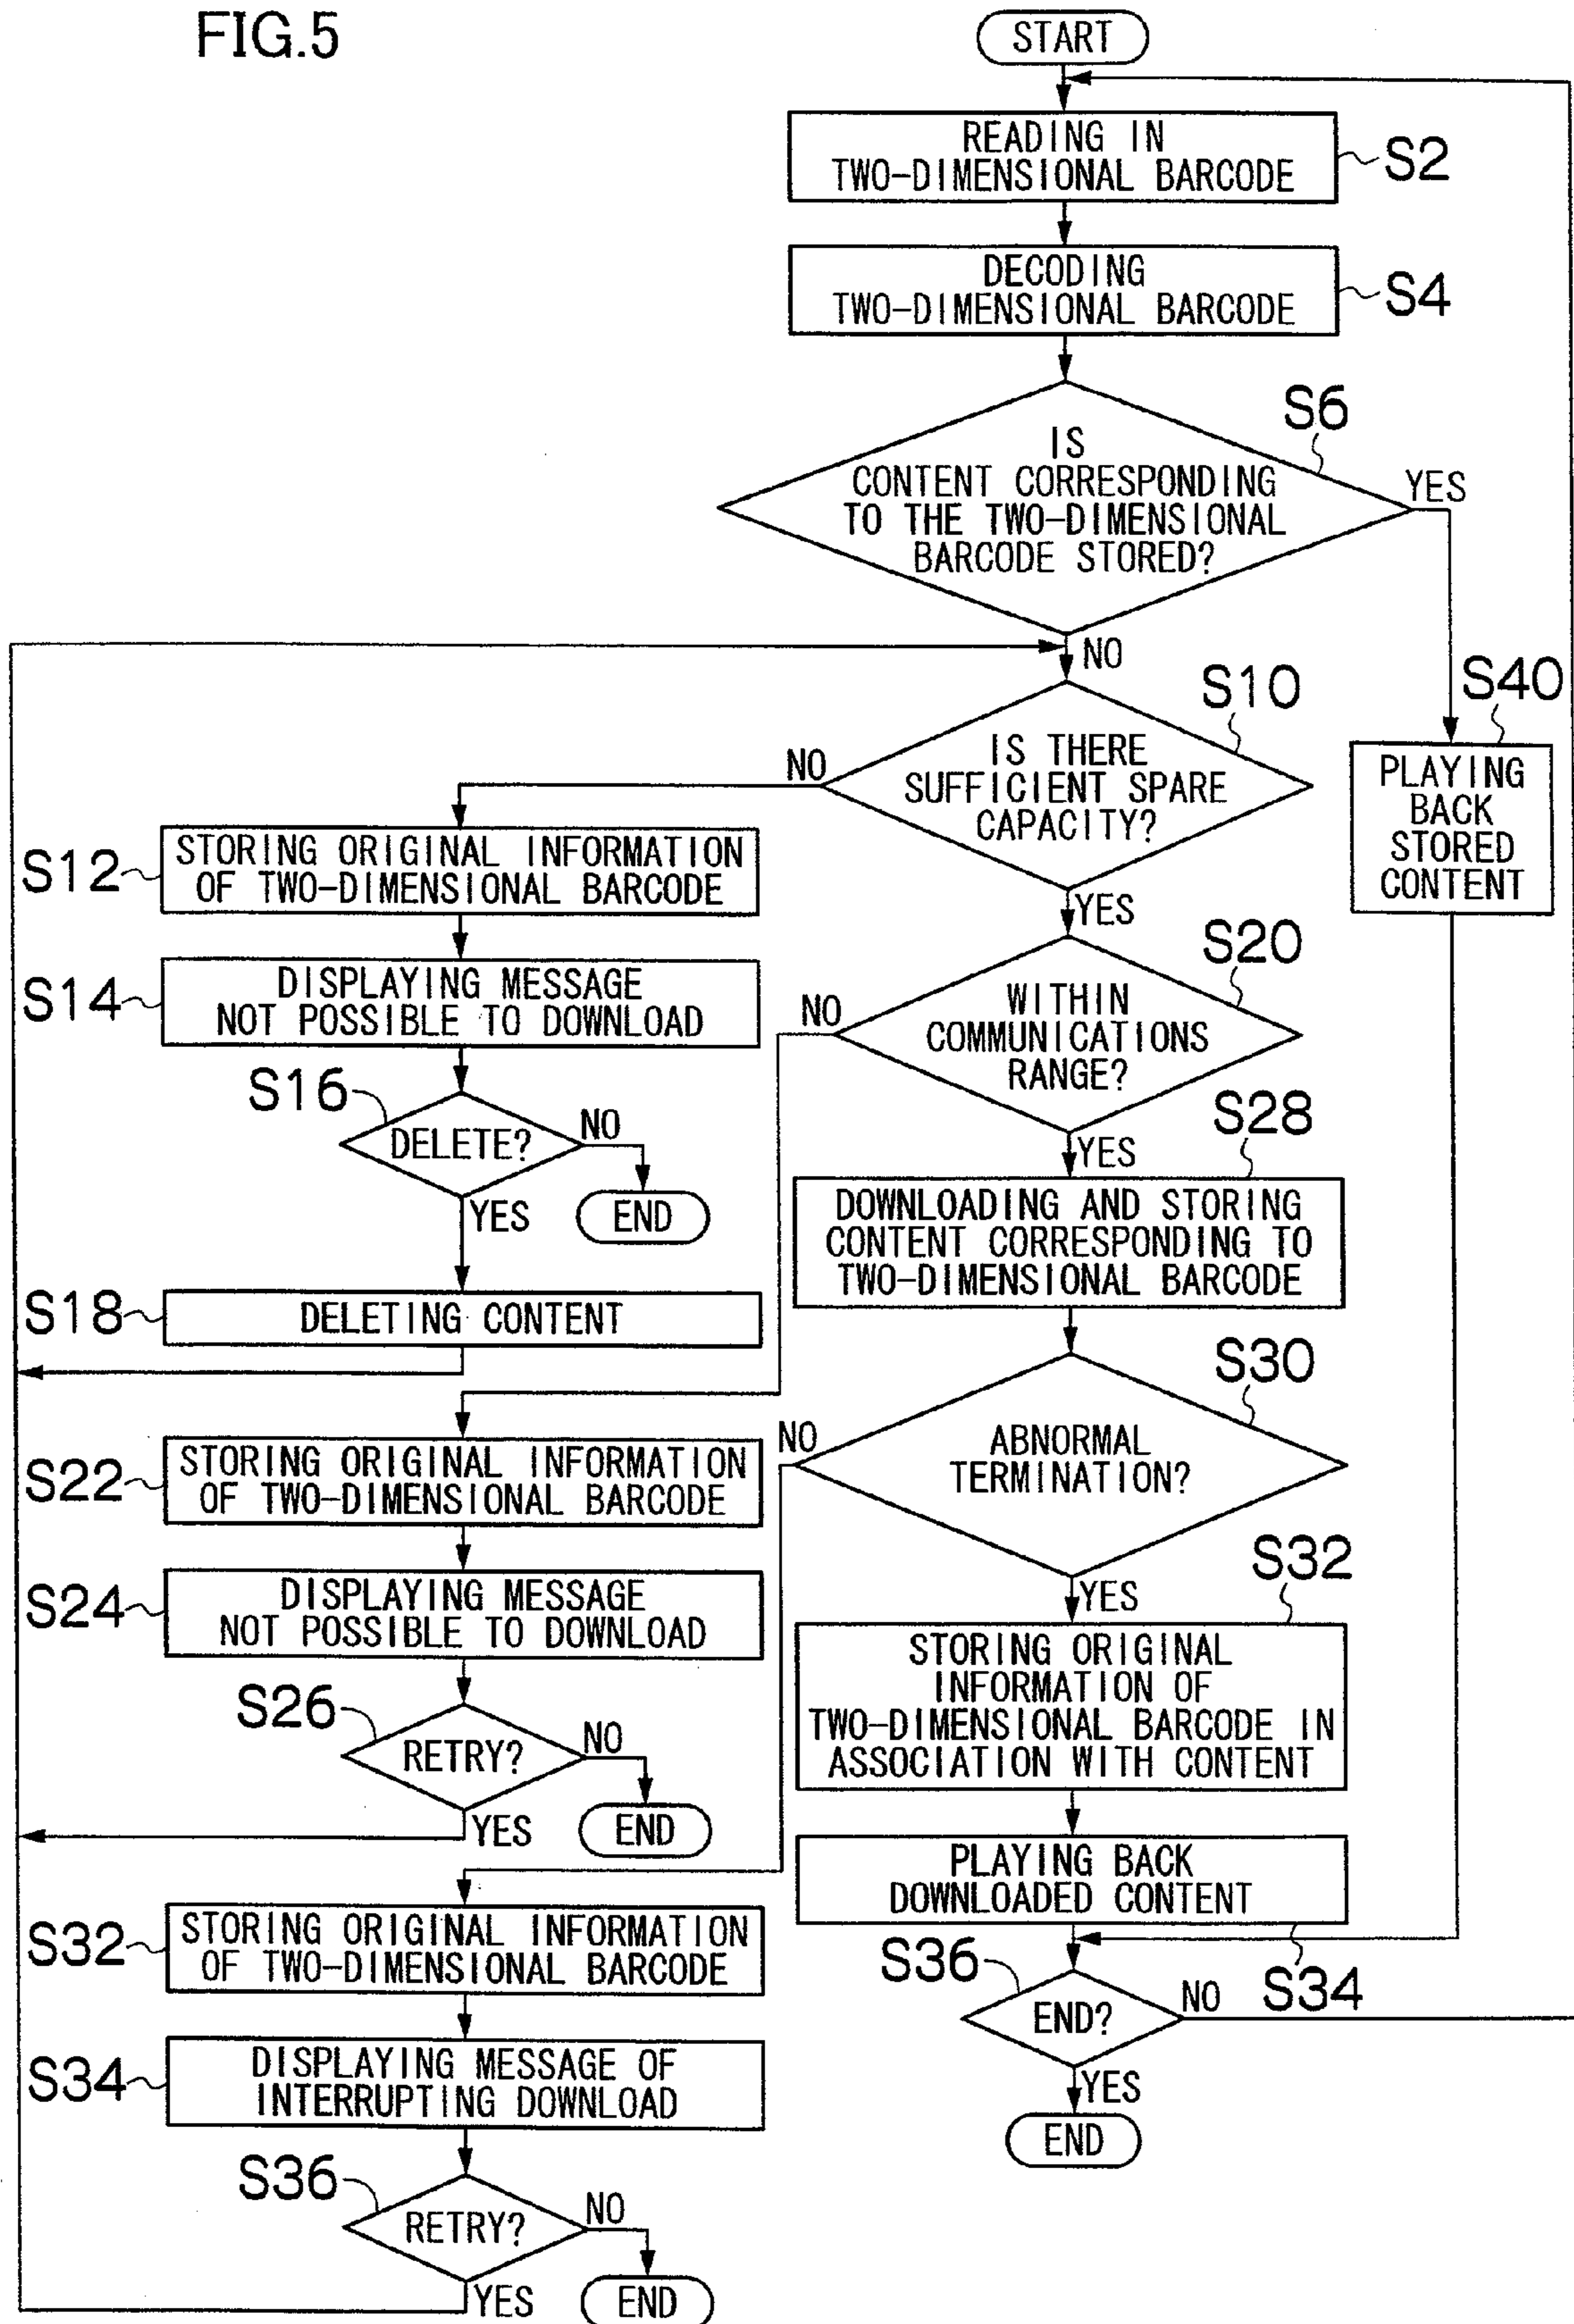 FIG.5
START
READING IN
TWO-DIMENSIONAL BARCODE
S2
DECODING
TWO-DIMENSIONAL BARCODE
S4
S6
IS
CONTENT CORRESPONDING
TO THE TWO-DIMENSIONAL
BARCODE STORED?
YES
NO
S10
S40
IS THERE
SUFFICIENT SPARE
CAPACITY?
NO
YES
PLAYING
BACK
STORED
CONTENT
S12
STORING ORIGINAL INFORMATION
OF TWO-DIMENSIONAL BARCODE
S14
DISPLAYING MESSAGE
NOT POSSIBLE TO DOWNLOAD
S16
DELETE?
NO
END
YES
S18
DELETING CONTENT
S20
WITHIN
COMMUNICATIONS
RANGE?
NO
YES
S28
DOWNLOADING AND STORING
CONTENT CORRESPONDING TO
TWO-DIMENSIONAL BARCODE
S30
ABNORMAL
TERMINATION?
NO
YES
S22
STORING ORIGINAL INFORMATION
OF TWO-DIMENSIONAL BARCODE
S24
DISPLAYING MESSAGE
NOT POSSIBLE TO DOWNLOAD
S26
RETRY?
NO
END
YES
S32
STORING ORIGINAL
INFORMATION OF
TWO-DIMENSIONAL BARCODE IN
ASSOCIATION WITH CONTENT
PLAYING BACK
DOWNLOADED CONTENT
S34
S36
END?
NO
YES
END
S32
STORING ORIGINAL INFORMATION
OF TWO-DIMENSIONAL BARCODE
S34
DISPLAYING MESSAGE OF
INTERRUPTING DOWNLOAD
S36
RETRY?
NO
END
YES